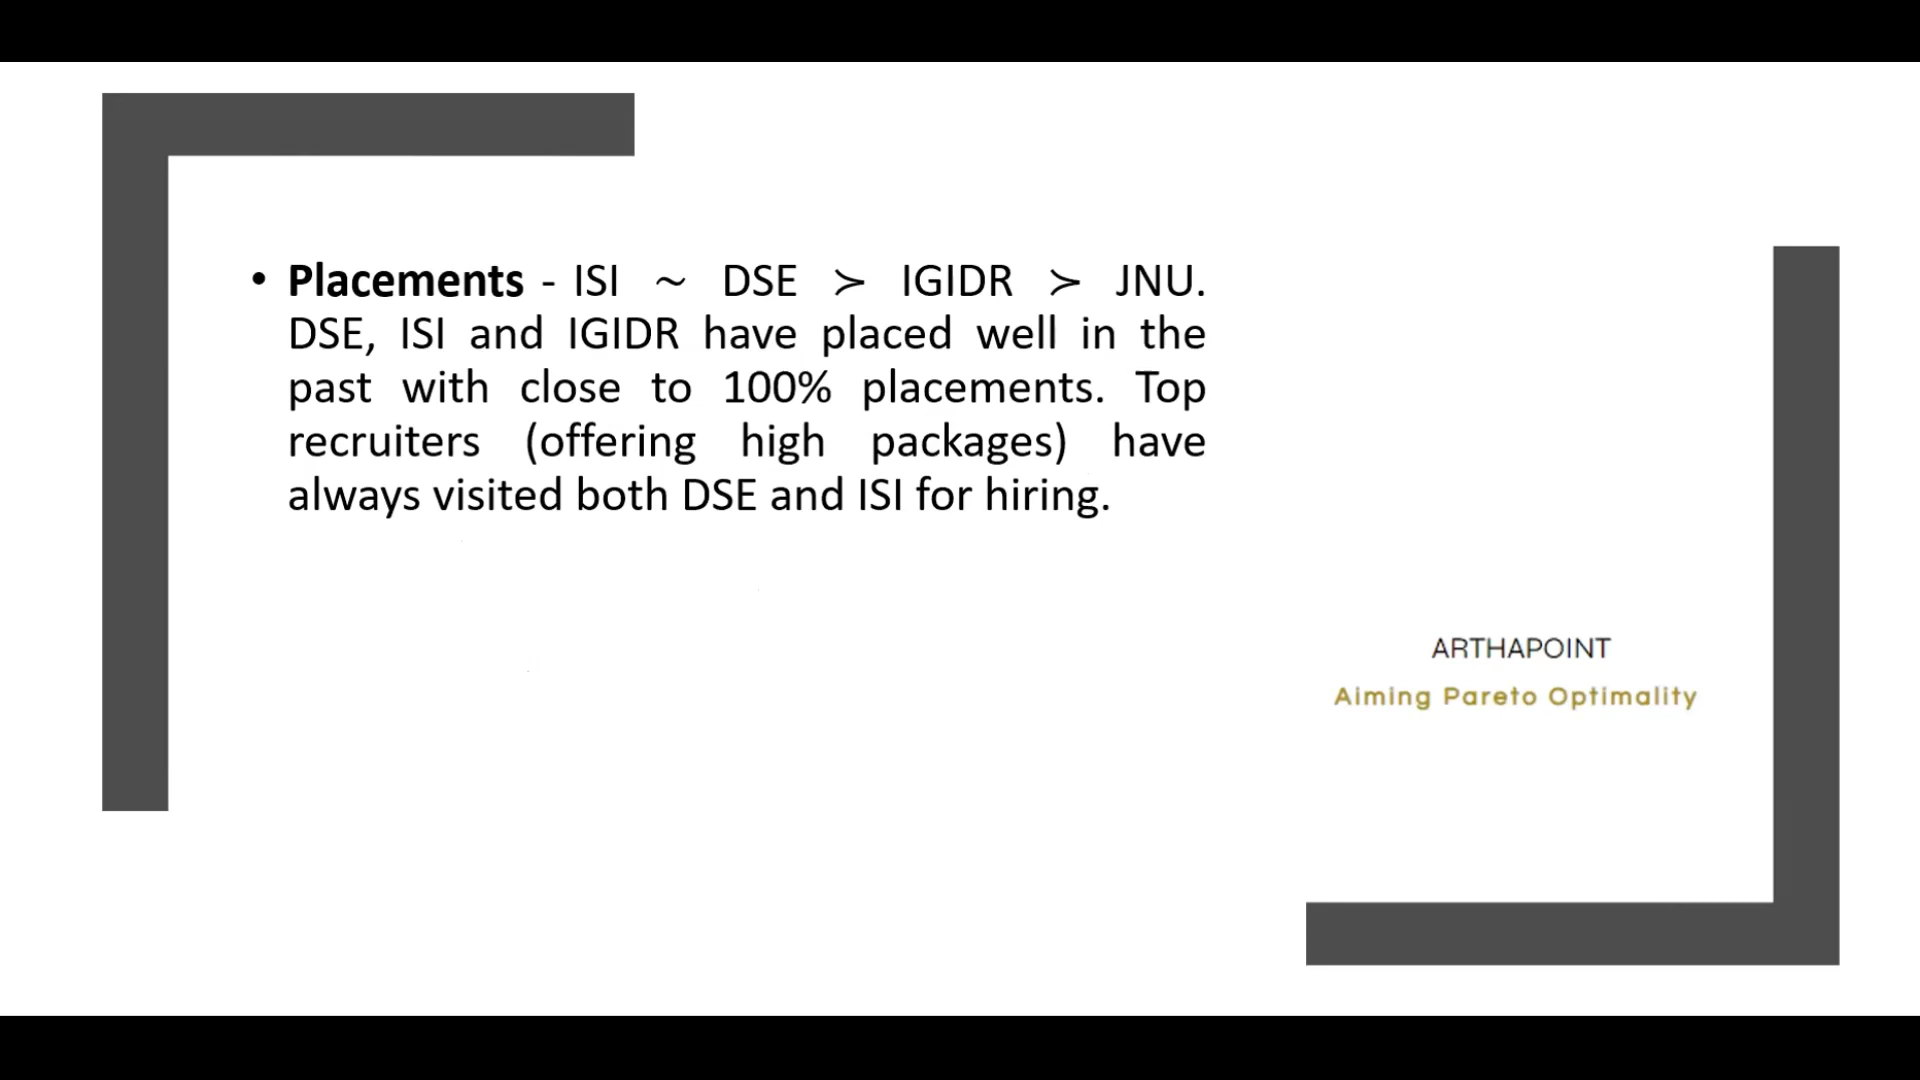 • Placements - ISI ∼ DSE ≻ IGIDR ≻ JNU.
DSE, ISI and IGIDR have placed well in the
past with close to 100% placements. Top
recruiters (offering high packages) have
always visited both DSE and ISI for hiring.
ARTHAPOINT
Aiming Pareto Optimality